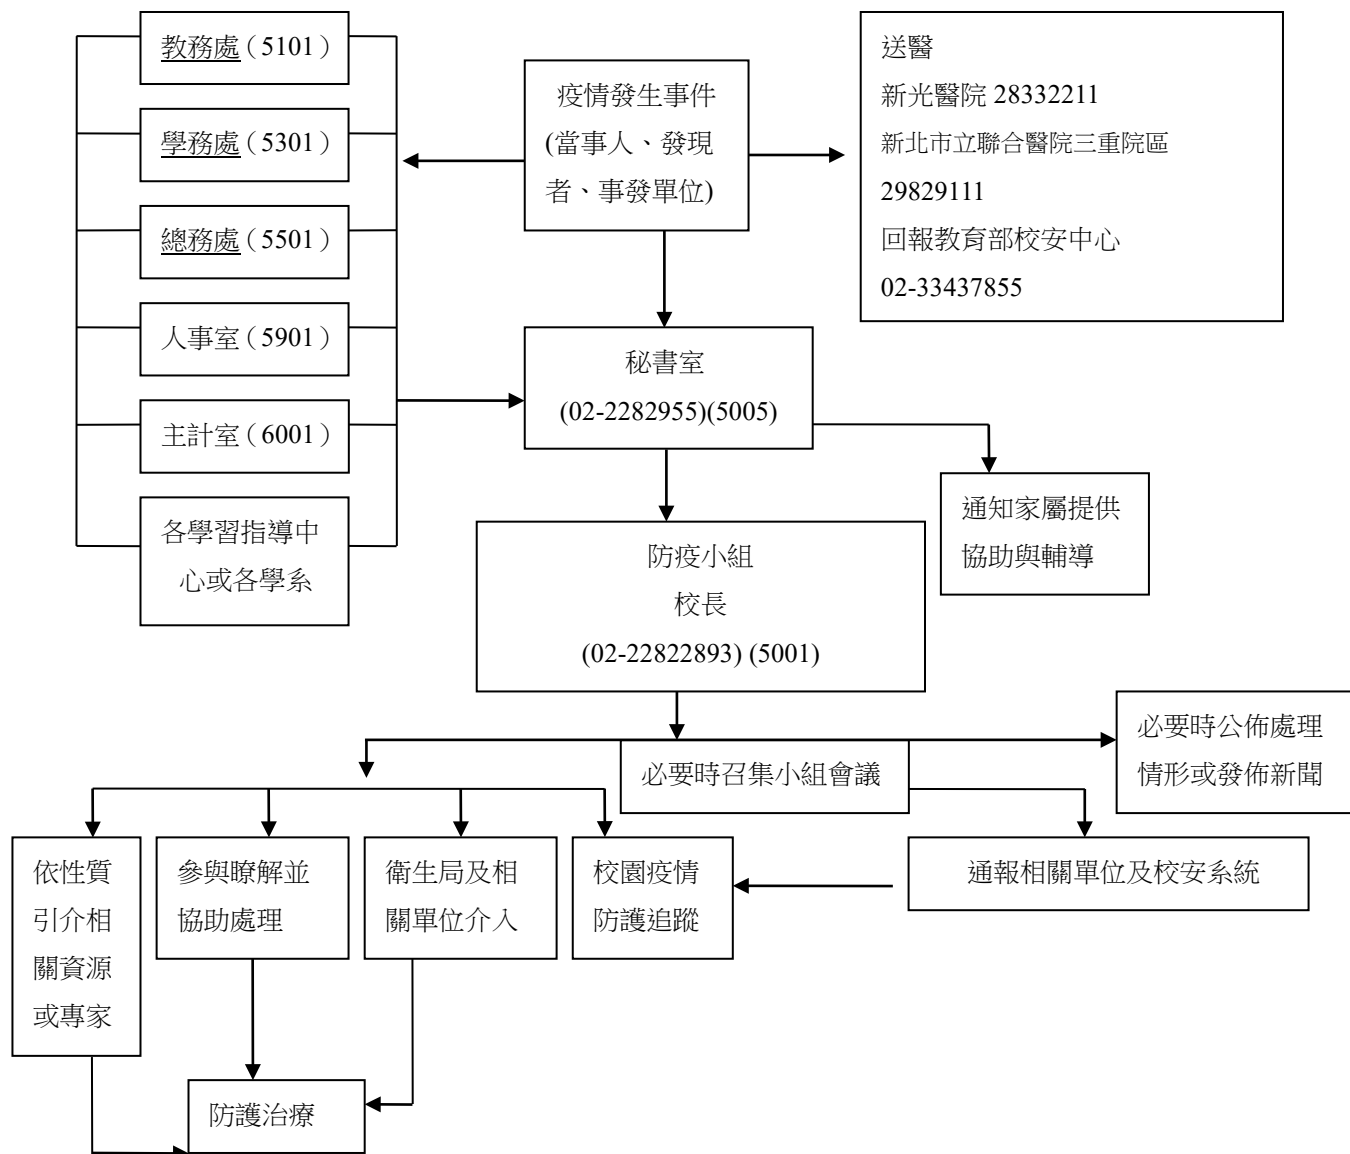 教務處（5101）
學務處（5301）
總務處（5501）
人事室（5901）
主計室（6001）
各學習指導中
心或各學系
疫情發生事件
(當事人、發現
者、事發單位)
送醫
新光醫院 28332211
新北市立聯合醫院三重院區
29829111
回報教育部校安中心
02-33437855
秘書室
(02-2282955)(5005)
通知家屬提供
協助與輔導
防疫小組
校長
(02-22822893) (5001)
必要時召集小組會議
必要時公佈處理
情形或發佈新聞
依性質
引介相
關資源
或專家
參與瞭解並
協助處理
衛生局及相
關單位介入
校園疫情
防護追蹤
通報相關單位及校安系統
防護治療